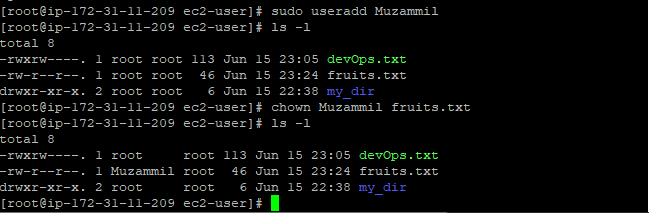 [root@ip-172-31-11-209 ec2-user]# sudo useradd Muzammil
[root@ip-172-31-11-209 ec2-user]# ls -l
total 8
-rwxrw----. 1 root root 113 Jun 15 23:05 devOps.txt
-rw-r--r--. 1 root root  46 Jun 15 23:24 fruits.txt
drwxr-xr-x. 2 root root   6 Jun 15 22:38 my_dir
[root@ip-172-31-11-209 ec2-user]# chown Muzammil fruits.txt
[root@ip-172-31-11-209 ec2-user]# ls -l
total 8
-rwxrw----. 1 root     root 113 Jun 15 23:05 devOps.txt
-rw-r--r--. 1 Muzammil root  46 Jun 15 23:24 fruits.txt
drwxr-xr-x. 2 root     root   6 Jun 15 22:38 my_dir
[root@ip-172-31-11-209 ec2-user]#